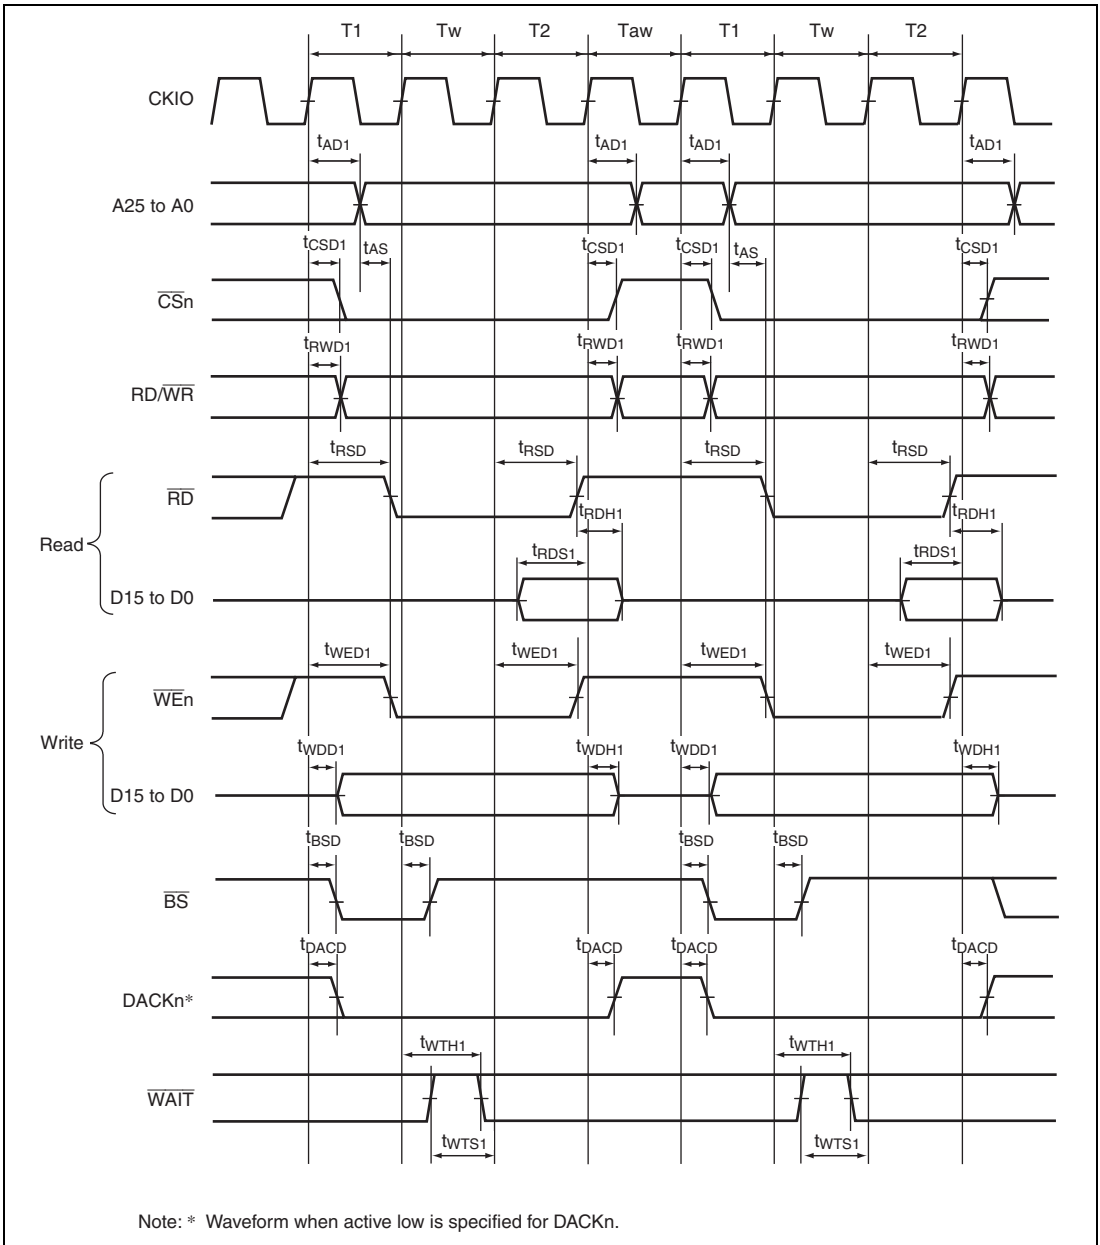 T1 Tw T2 Taw T1 Tw T2
CKIO
tAD1 tAD1 tAD1 tAD1
A25 to A0
tCSD1 tAS tCSD1 tCSD1 tAS tCSD1
CSn
tRWD1 tRWD1 tRWD1 tRWD1
RD/WR
tRSD tRSD tRSD tRSD
RD
tRDH1 tRDH1
Read
tRDS1 tRDS1
D15 to D0
tWED1 tWED1 tWED1 tWED1
WEn
Write
tWDD1 tWDH1 tWDD1 tWDH1
D15 to D0
tBSD tBSD tBSD tBSD
BS
tDACD tDACD tDACD tDACD
DACKn*
tWTH1 tWTH1
WAIT
tWTS1 tWTS1
Note: * Waveform when active low is specified for DACKn.